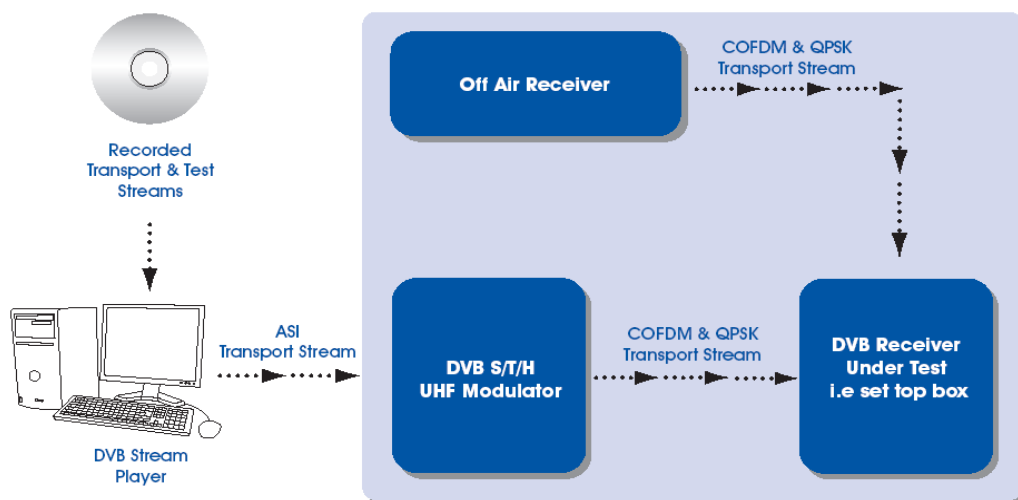 Recorded
Transport & Test
Streams
DVB Stream
Player
ASI
Transport Stream
Off Air Receiver
COFDM & QPSK
Transport Stream
DVB S/T/H
UHF Modulator
COFDM & QPSK
Transport Stream
DVB Receiver
Under Test
i.e set top box